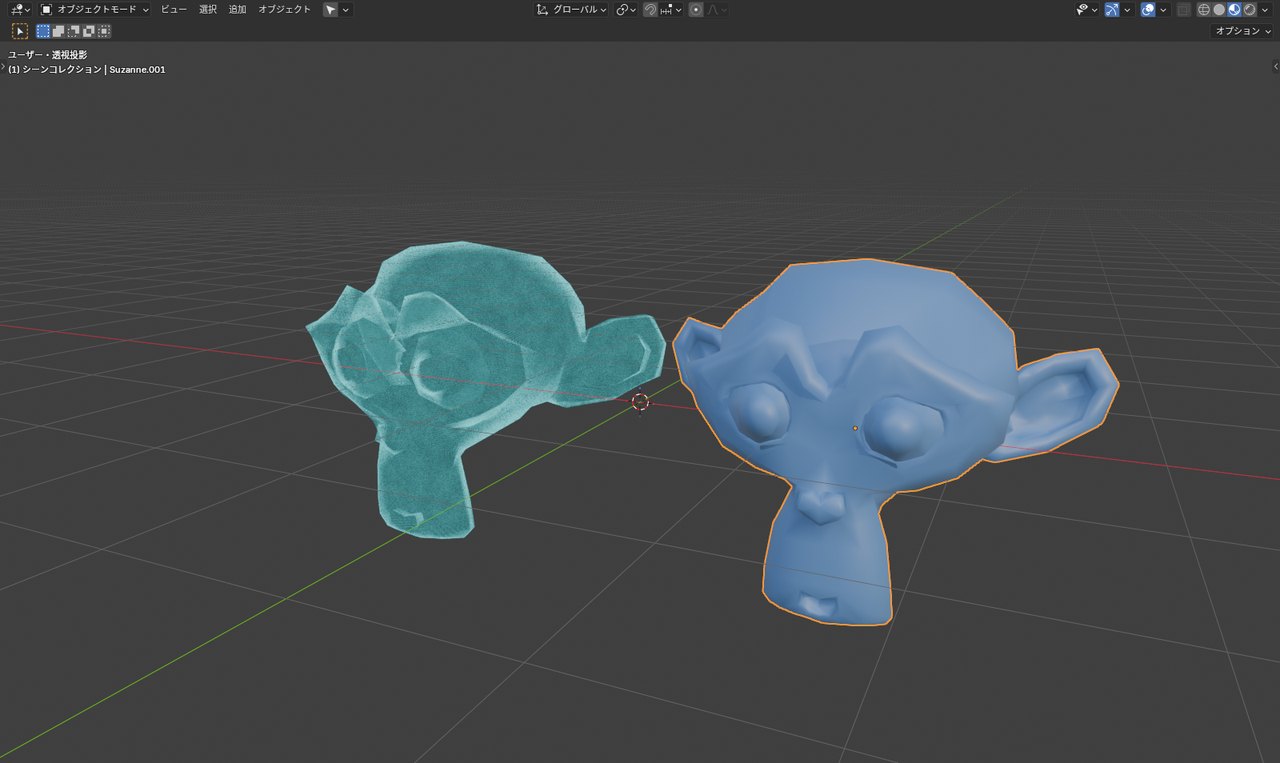 オブジェクトモード ビュー 選択 追加 オブジェクト グローバル
オプション
ユーザー・透視投影
(1) シーンコレクション | Suzanne.001